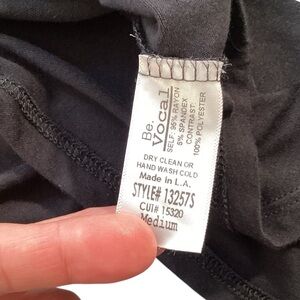 Be.
Vocal
SELF: 95% RAYON
5% SPANDEX
CONTRAST:
100% POLYESTER
DRY CLEAN OR
HAND WASH COLD
Made in L.A.
STYLE# 13257S
CUT# 15320
Medium